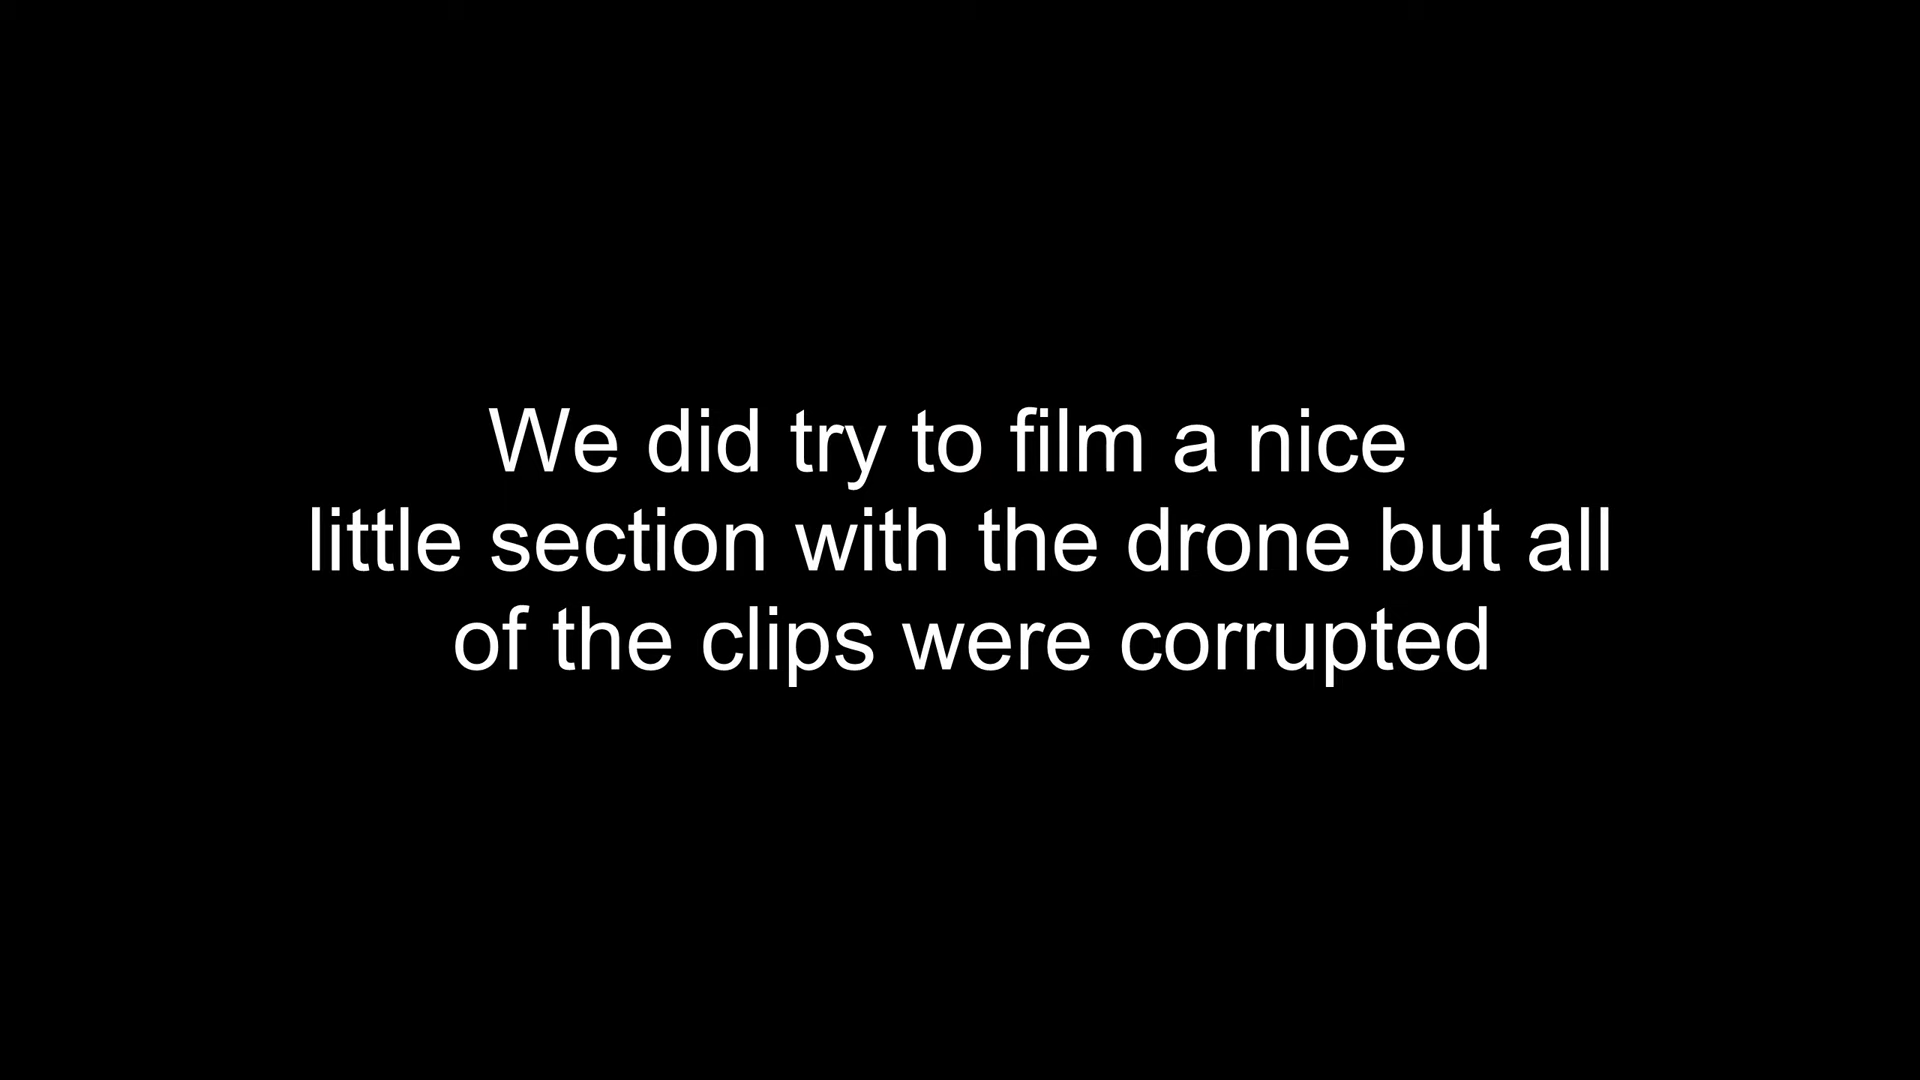 We did try to film a nice
little section with the drone but all
of the clips were corrupted